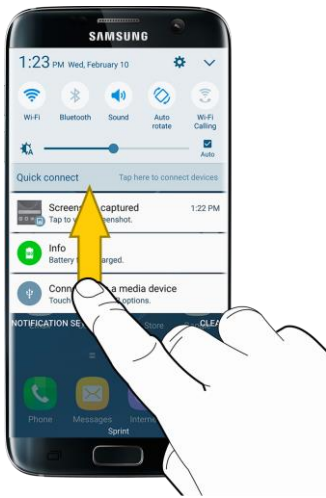 SAMSUNG
1:23 PM Wed, February 10
Wi-Fi Bluetooth Sound Auto rotate Wi-Fi Calling
A Auto
Quick connect Tap here to connect devices
captured 1:22 PM
Tap to
Info
Battery
Connect a media device
Touch options.
NOTIFICATION Store CLEA
Phone Messages
Sprint